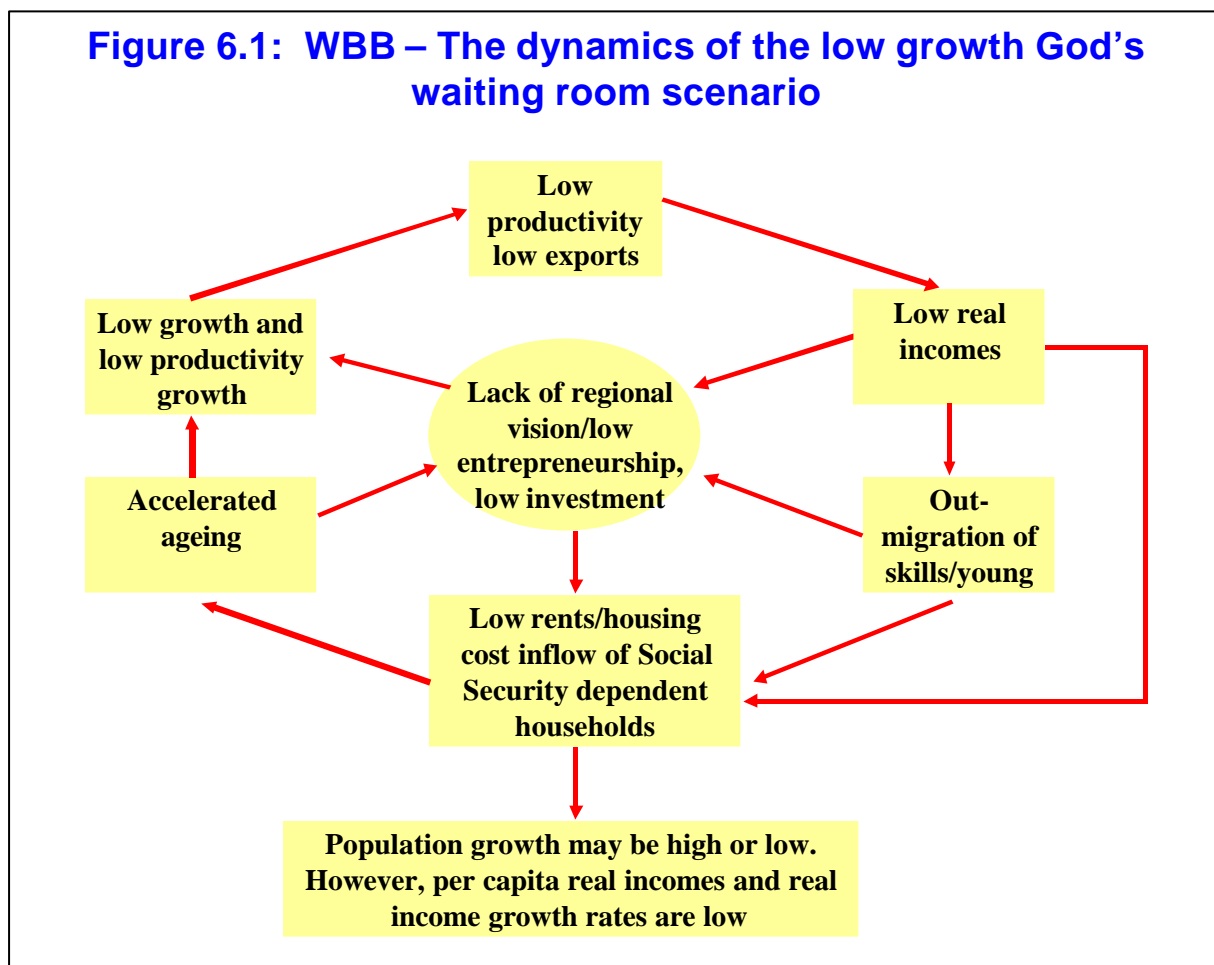 Figure 6.1: WBB – The dynamics of the low growth God's
waiting room scenario
Low
productivity
low exports
Low growth and
low productivity
growth
Low real
incomes
Lack of regional
vision/low
entrepreneurship,
low investment
Accelerated
ageing
Out-
migration of
skills/young
Low rents/housing
cost inflow of Social
Security dependent
households
Population growth may be high or low.
However, per capita real incomes and real
income growth rates are low